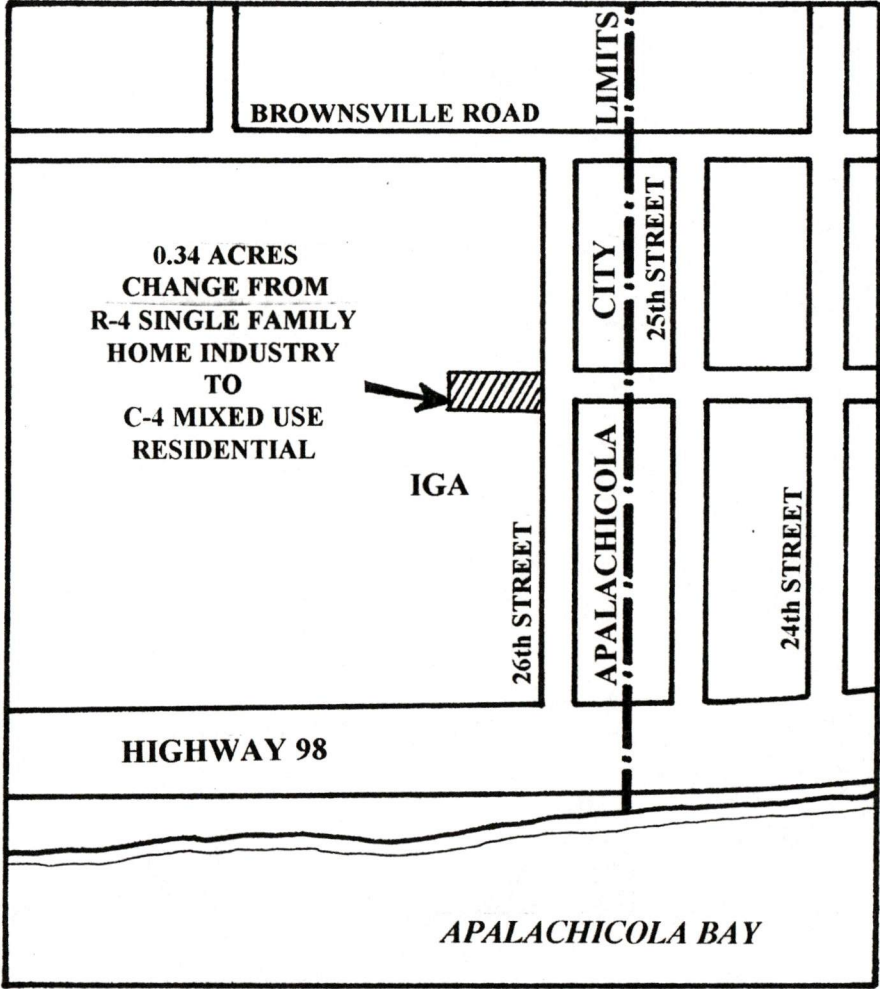 LIMITS
BROWNSVILLE ROAD
CITY
25th STREET
0.34 ACRES
CHANGE FROM
R-4 SINGLE FAMILY
HOME INDUSTRY
TO
C-4 MIXED USE
RESIDENTIAL
IGA
26th STREET
APALACHICOLA
24th STREET
HIGHWAY 98
APALACHICOLA BAY